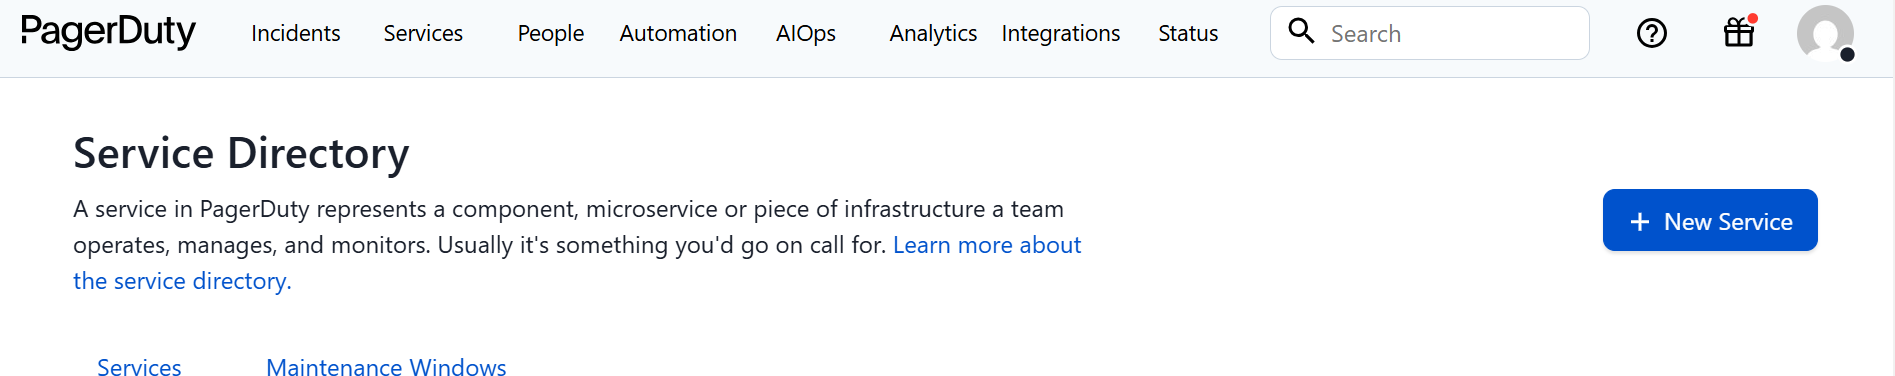 PagerDuty Incidents Services People Automation AIOps Analytics Integrations Status Search
Service Directory
A service in PagerDuty represents a component, microservice or piece of infrastructure a team
operates, manages, and monitors. Usually it's something you'd go on call for. Learn more about
the service directory.
+ New Service
Services Maintenance Windows